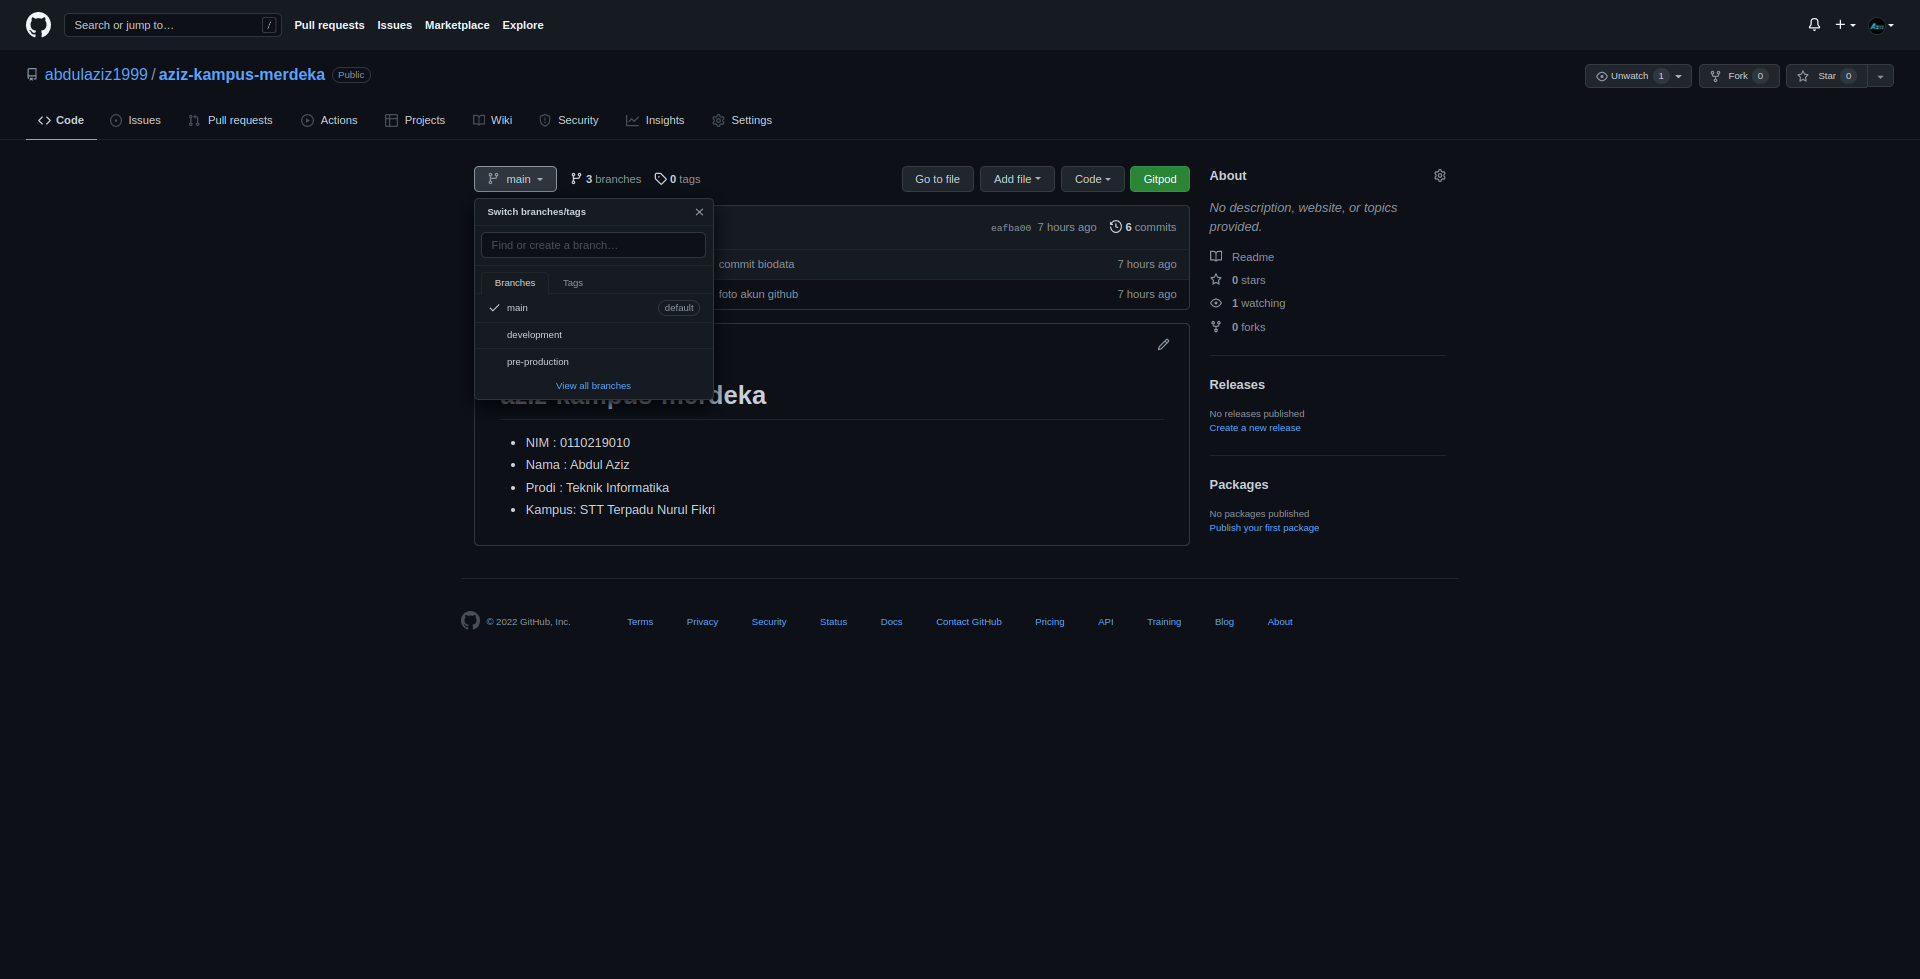 Search or jump to… /
Pull requests Issues Marketplace Explore
abdulaziz1999 / aziz-kampus-merdeka Public
Unwatch 1 Fork 0 Star 0
Code Issues Pull requests Actions Projects Wiki Security Insights Settings
main 3 branches 0 tags Go to file Add file Code Gitpod
Switch branches/tags
Find or create a branch…
Branches Tags
main default
development
pre-production
View all branches
eafba00 7 hours ago 6 commits
commit biodata 7 hours ago
foto akun github 7 hours ago
aziz-kampus-merdeka
NIM : 0110219010
Nama : Abdul Aziz
Prodi : Teknik Informatika
Kampus: STT Terpadu Nurul Fikri
About
No description, website, or topics
provided.
Readme
0 stars
1 watching
0 forks
Releases
No releases published
Create a new release
Packages
No packages published
Publish your first package
© 2022 GitHub, Inc. Terms Privacy Security Status Docs Contact GitHub Pricing API Training Blog About